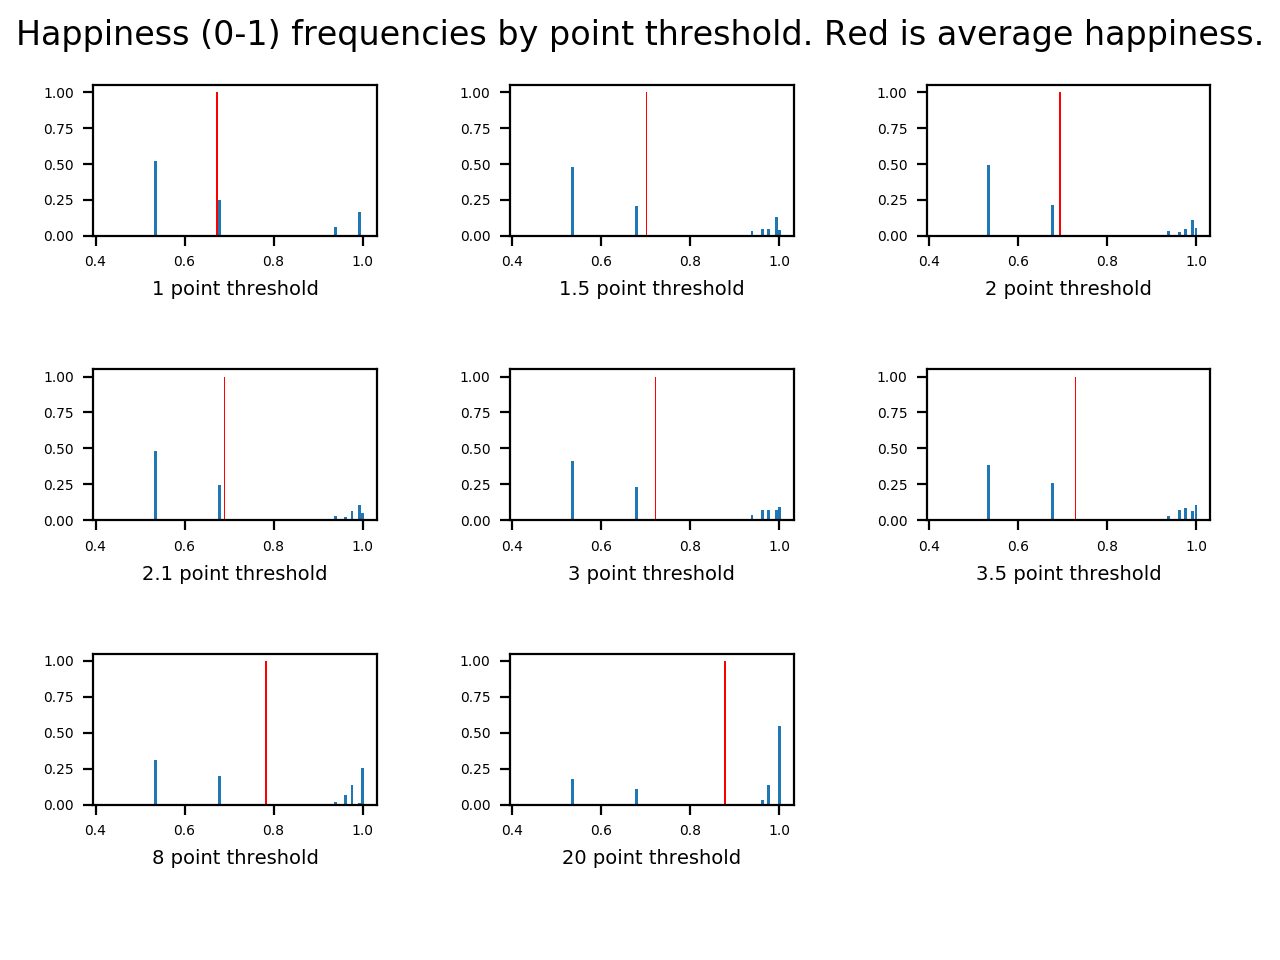 Happiness (0-1) frequencies by point threshold. Red is average happiness.
1.00 1.00 1.00
0.75 0.75 0.75
0.50 0.50 0.50
0.25 0.25 0.25
0.00 0.00 0.00
0.4 0.6 0.8 1.0 0.4 0.6 0.8 1.0 0.4 0.6 0.8 1.0
1 point threshold 1.5 point threshold 2 point threshold
1.00 1.00 1.00
0.75 0.75 0.75
0.50 0.50 0.50
0.25 0.25 0.25
0.00 0.00 0.00
0.4 0.6 0.8 1.0 0.4 0.6 0.8 1.0 0.4 0.6 0.8 1.0
2.1 point threshold 3 point threshold 3.5 point threshold
1.00 1.00
0.75 0.75
0.50 0.50
0.25 0.25
0.00 0.00
0.4 0.6 0.8 1.0 0.4 0.6 0.8 1.0
8 point threshold 20 point threshold